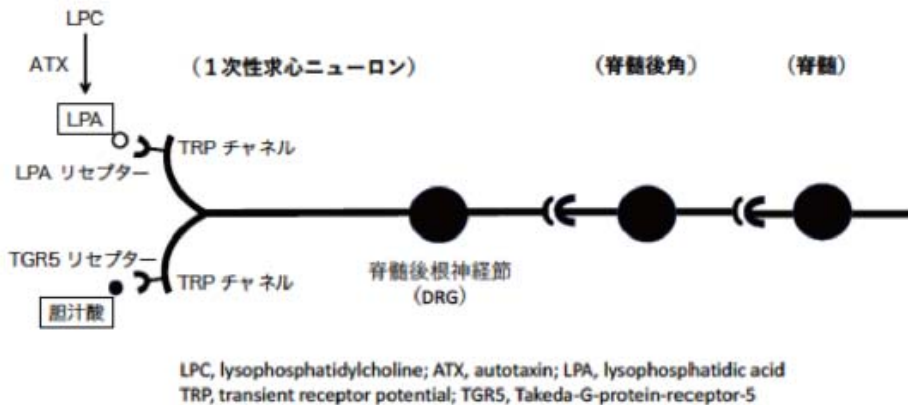 LPC
ATX
(1次性求心ニューロン)
(脊髄後角)
(脊髄)
LPA
TRP チャネル
LPA リセプター
TGR5 リセプター
TRP チャネル
胆汁酸
脊髄後根神経節
(DRG)
LPC, lysophosphatidylcholine; ATX, autotaxin; LPA, lysophosphatidic acid
TRP, transient receptor potential; TGR5, Takeda-G-protein-receptor-5